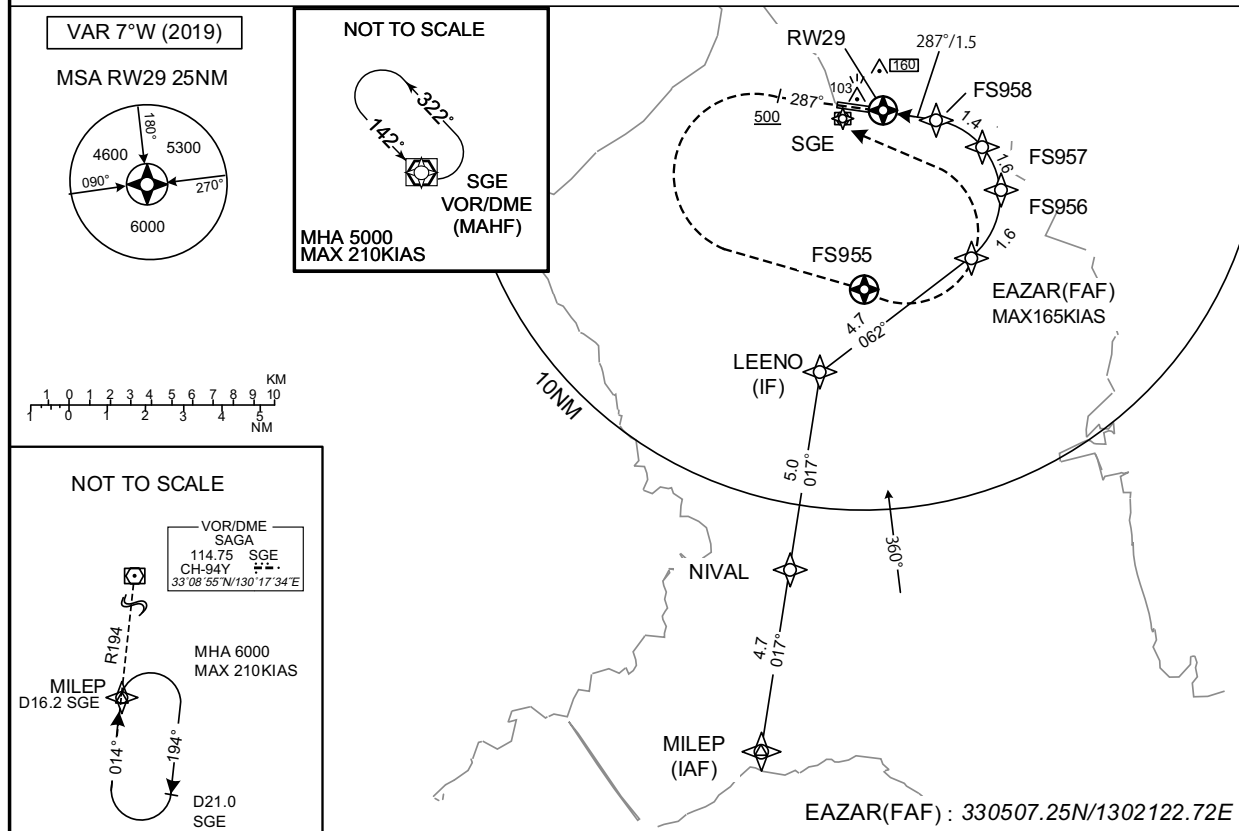 VAR 7°W (2019)
MSA RW29 25NM
180°
4600
5300
090°
270°
6000
NOT TO SCALE
322°
142°
SGE
VOR/DME
(MAHF)
MHA 5000
MAX 210KIAS
RW29
287°/1.5
160
103
FS958
287°
500
SGE
1.4
FS957
1.6
FS956
1.6
FS955
EAZAR(FAF)
MAX165KIAS
4.7
062°
LEENO
(IF)
10NM
KM
1 0 1 2 3 4 5 6 7 8 9 10
1 0 1 2 3 4 5
NM
5.0
017°
360°
NIVAL
4.7
017°
MILEP
(IAF)
NOT TO SCALE
VOR/DME
SAGA
114.75 SGE
CH-94Y
33°08'55"N/130°17'34"E
R194
MHA 6000
MAX 210KIAS
MILEP
D16.2 SGE
014°
194°
D21.0
SGE
EAZAR(FAF) : 330507.25N/1302122.72E